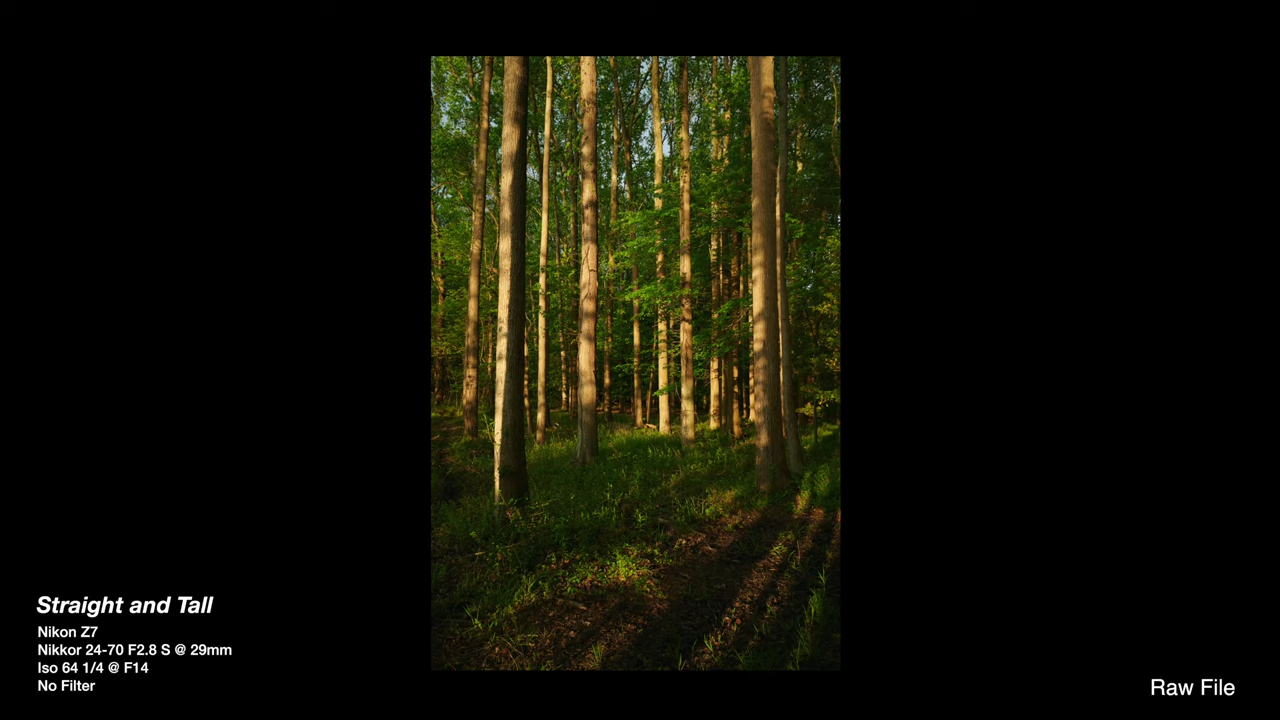 Straight and Tall
Nikon Z7
Nikkor 24-70 F2.8 S @ 29mm
Iso 64 1/4 @ F14
No Filter
Raw File